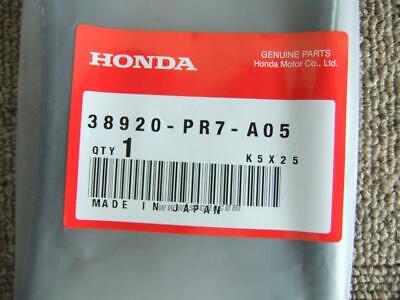 HONDA
GENUINE PARTS
Honda Motor Co., Ltd.
38920-PR7-A05
QTY 1
K5X25
MADE IN JAPAN